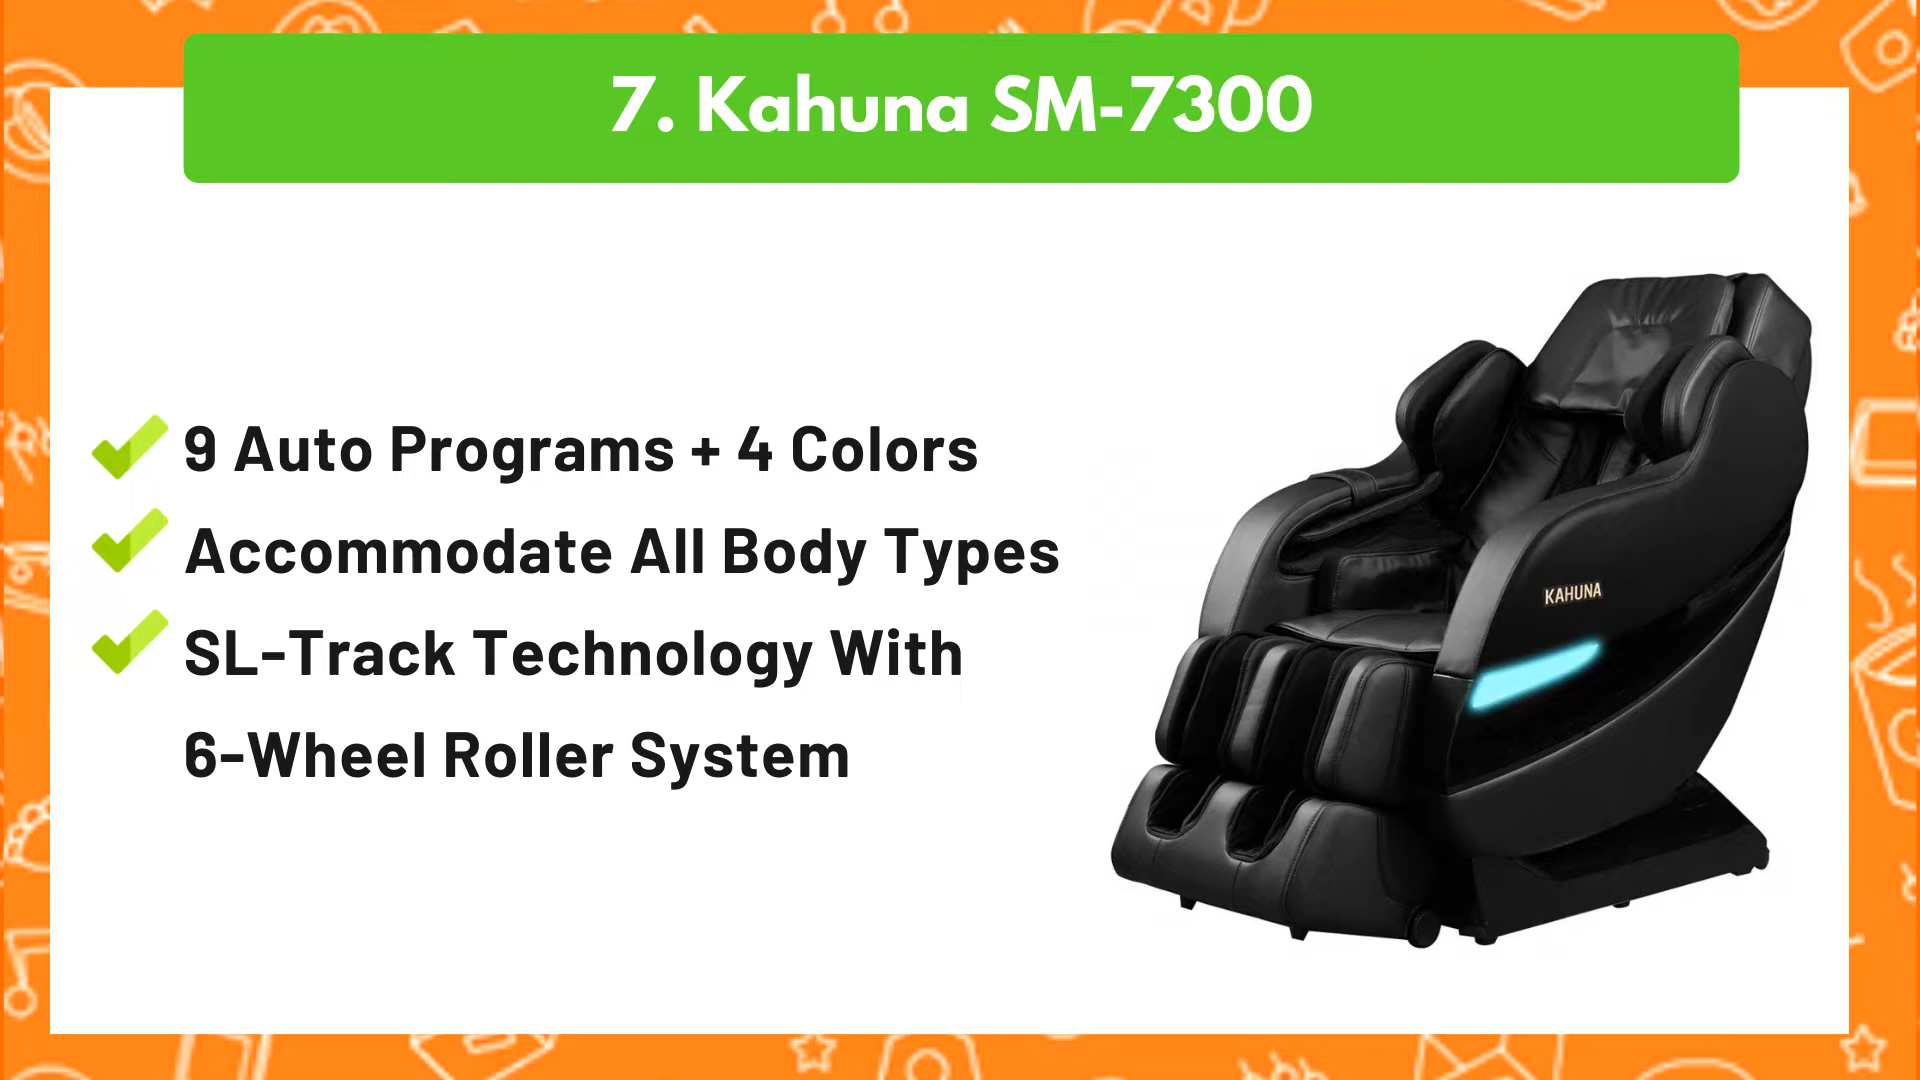 7. Kahuna SM-7300
9 Auto Programs + 4 Colors
Accommodate All Body Types
SL-Track Technology With
6-Wheel Roller System
KAHUNA